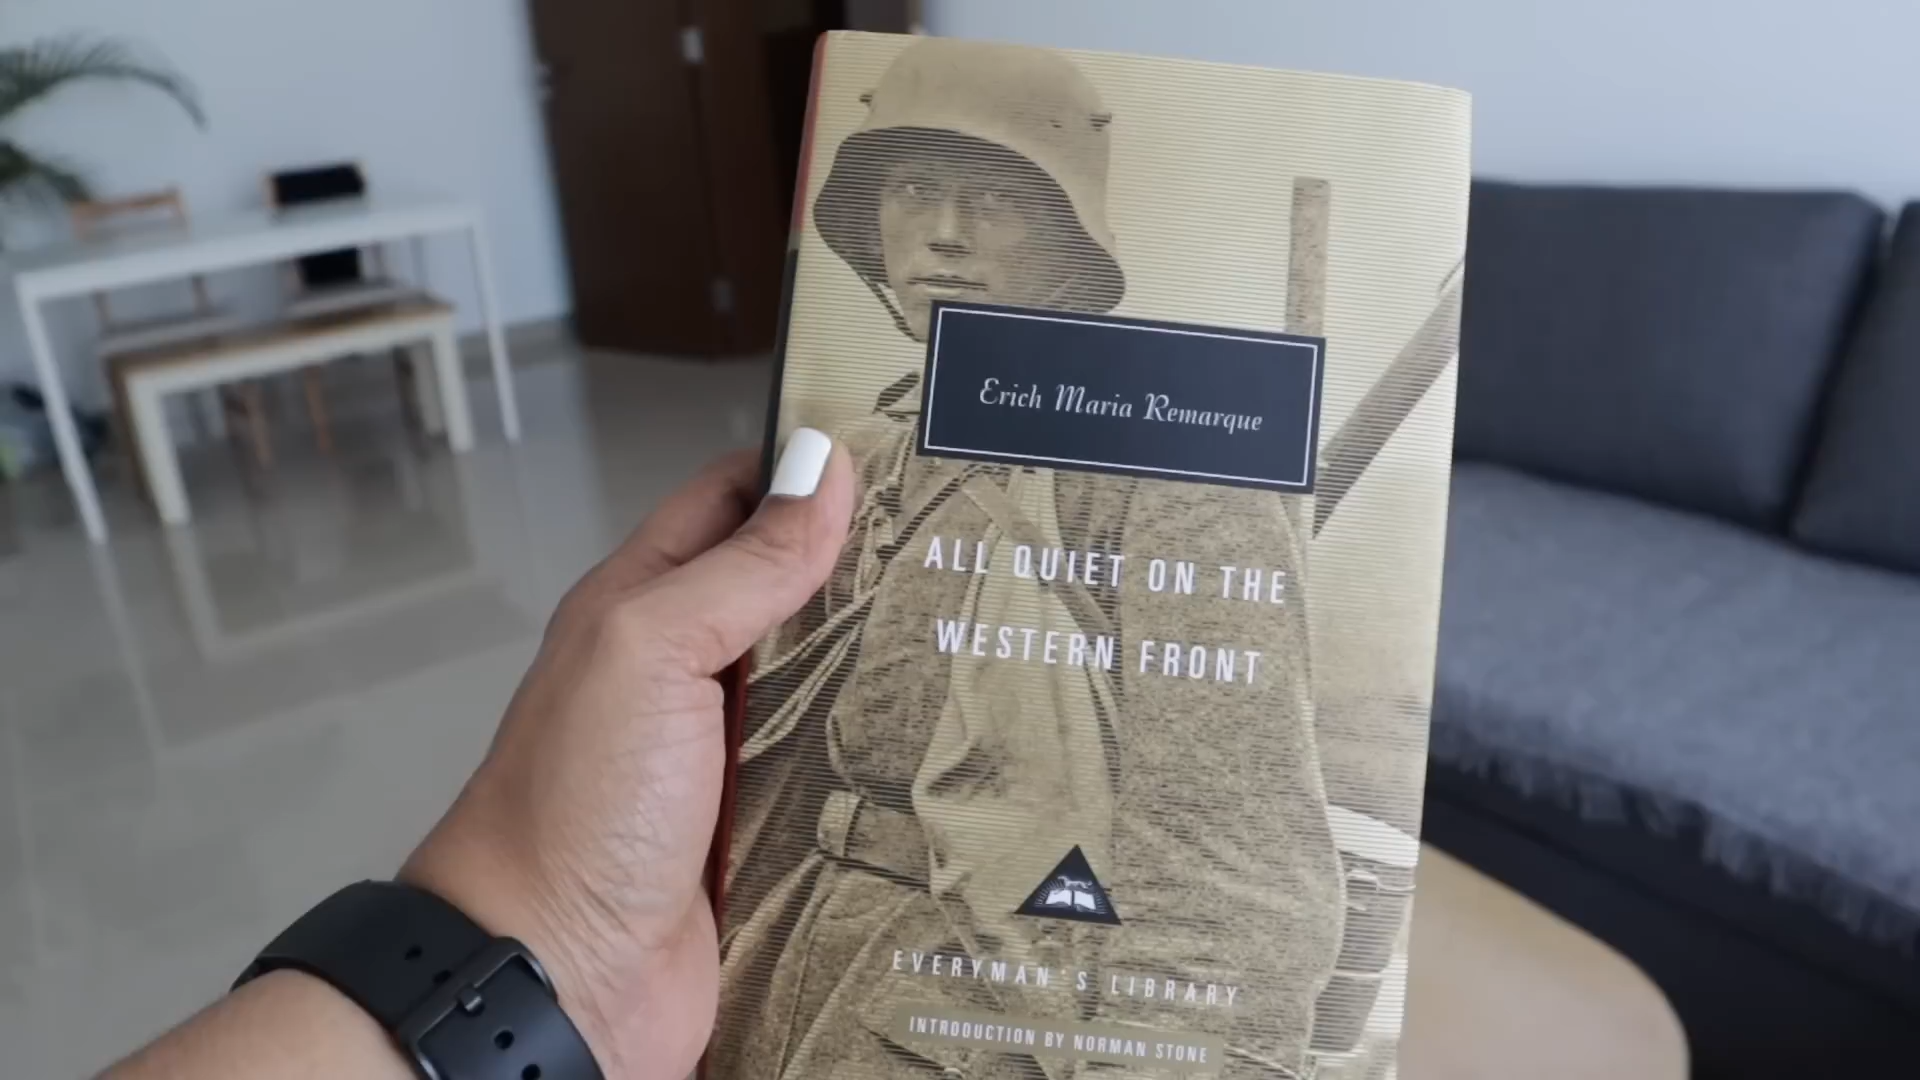 Erich Maria Remarque
ALL QUIET ON THE
WESTERN FRONT
EVERYMAN'S LIBRARY
INTRODUCTION BY NORMAN STONE